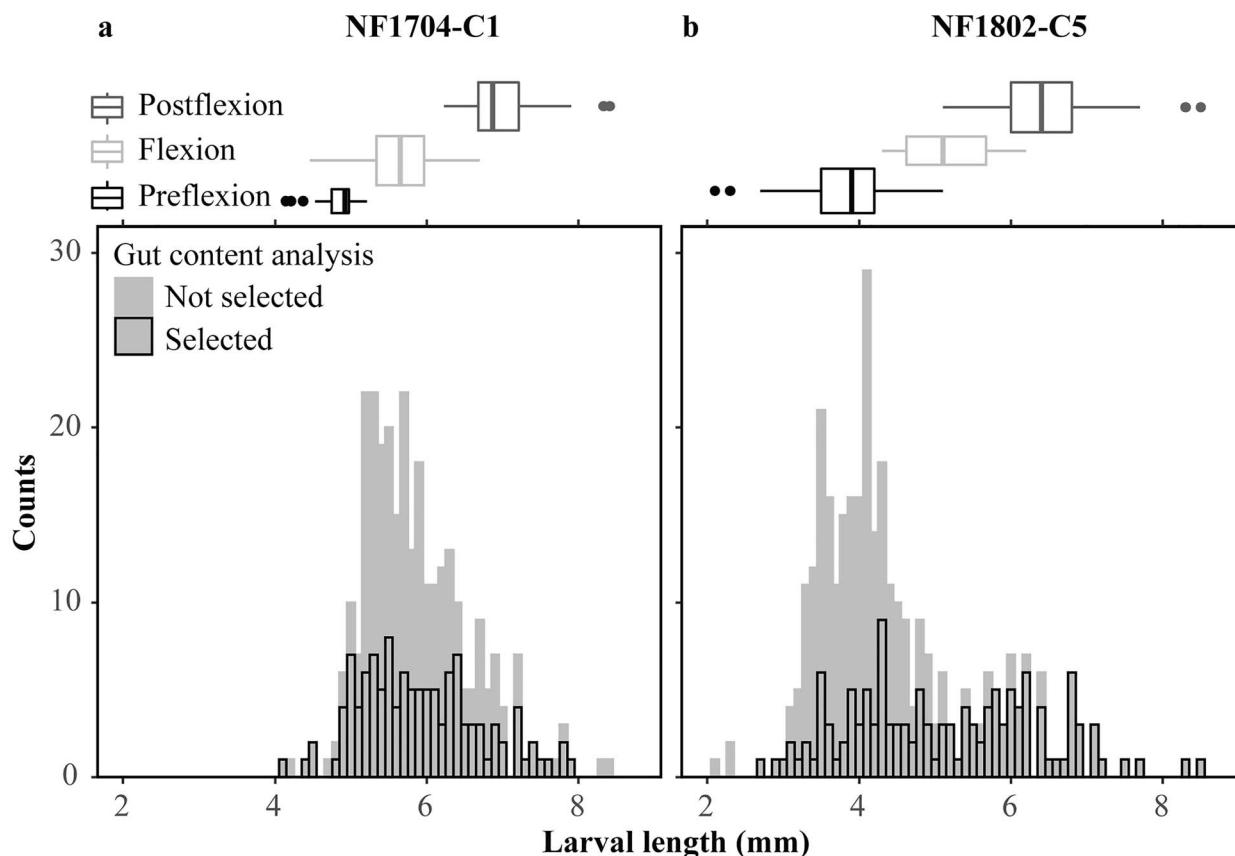 a NF1704-C1 b NF1802-C5
Postflexion
Flexion
Preflexion
30
Gut content analysis
Not selected
Selected
20
Counts
10
0
2 4 6 8 2 4 6 8
Larval length (mm)